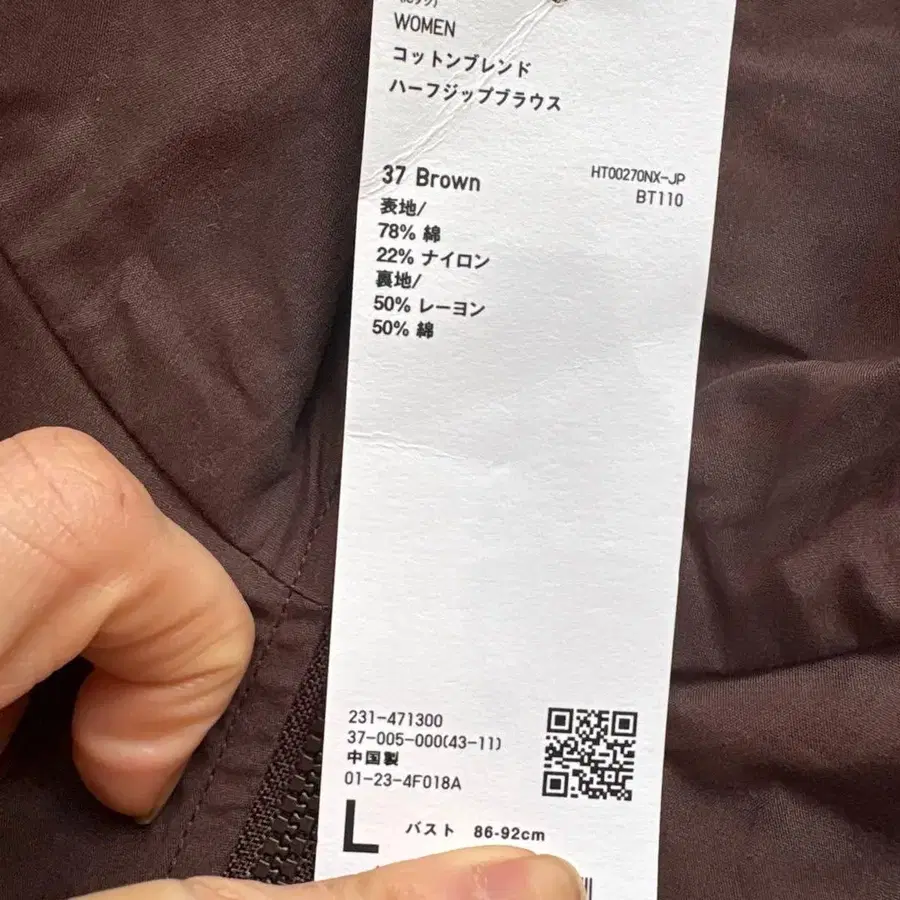 WOMEN
コットンブレンド
ハーフジップブラウス
37 Brown
HT00270NX-JP
BT110
表地/
78% 綿
22% ナイロン
裏地/
50% レーヨン
50% 綿
231-471300
37-005-000(43-11)
中国製
01-23-4F018A
L バスト 86-92cm